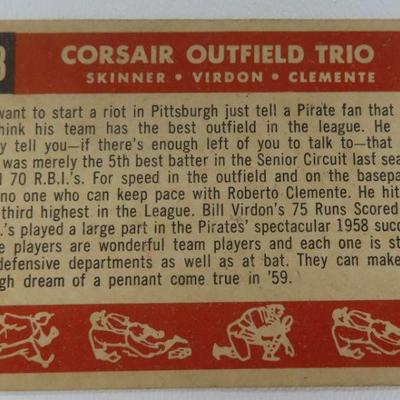 3
CORSAIR OUTFIELD TRIO
SKINNER • VIRDON • CLEMENTE
want to start a riot in Pittsburgh just tell a Pirate fan that
hink his team has the best outfield in the league. He
y tell you—if there's enough left of you to talk to—that
was merely the 5th best batter in the Senior Circuit last sea
70 R.B.I.'s. For speed in the outfield and on the basepa
no one who can keep pace with Roberto Clemente. He hit
third highest in the League. Bill Virdon's 75 Runs Scored
.'s played a large part in the Pirates' spectacular 1958 succ
e players are wonderful team players and each one is st
defensive departments as well as at bat. They can make
gh dream of a pennant come true in '59.